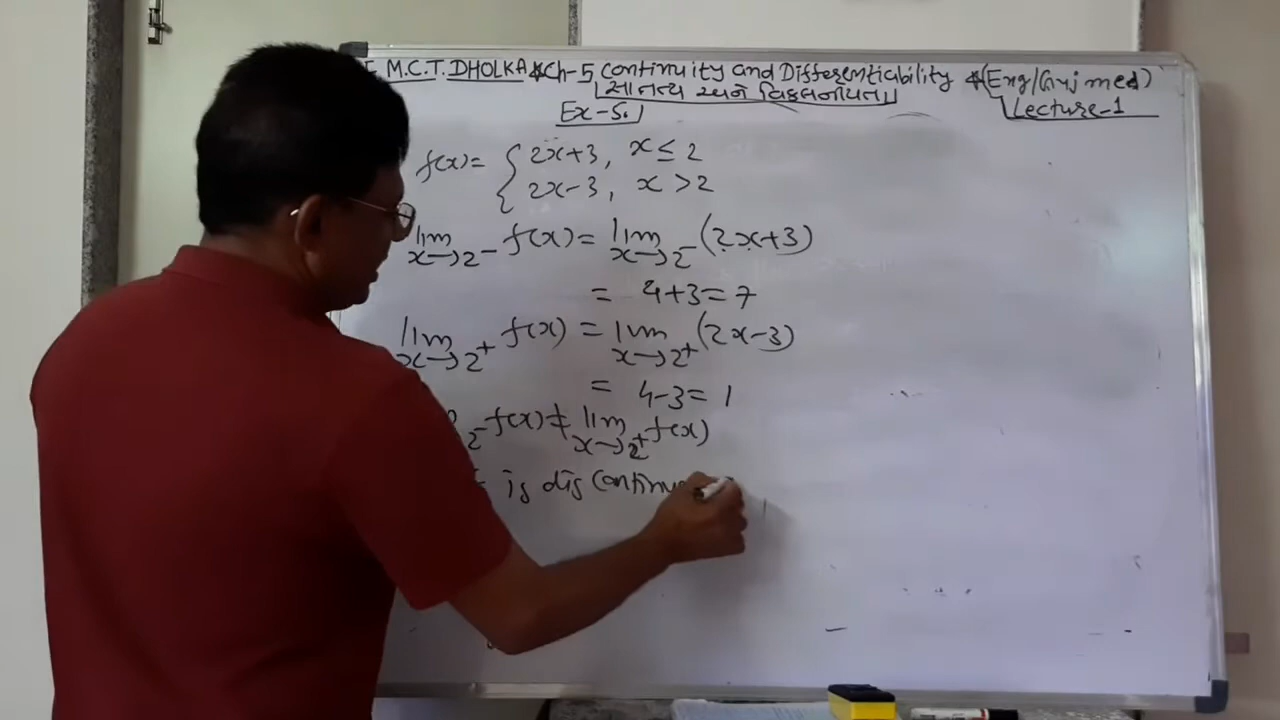 M.C.T. DHOLKA * Ch-5 Continuity and Differentiability * (Eng/Guj med)
સાતત્ય અને વિકલનીયતા
Lecture-1
Ex-5.1
f(x)= { 2x+3, x ≤ 2
2x-3, x > 2
lim x→2⁻ f(x) = lim x→2⁻ (2x+3)
= 4+3=7
lim x→2⁺ f(x) = lim x→2⁺ (2x-3)
= 4-3= 1
2⁻ f(x) ≠ lim x→2⁺ f(x)
is dis